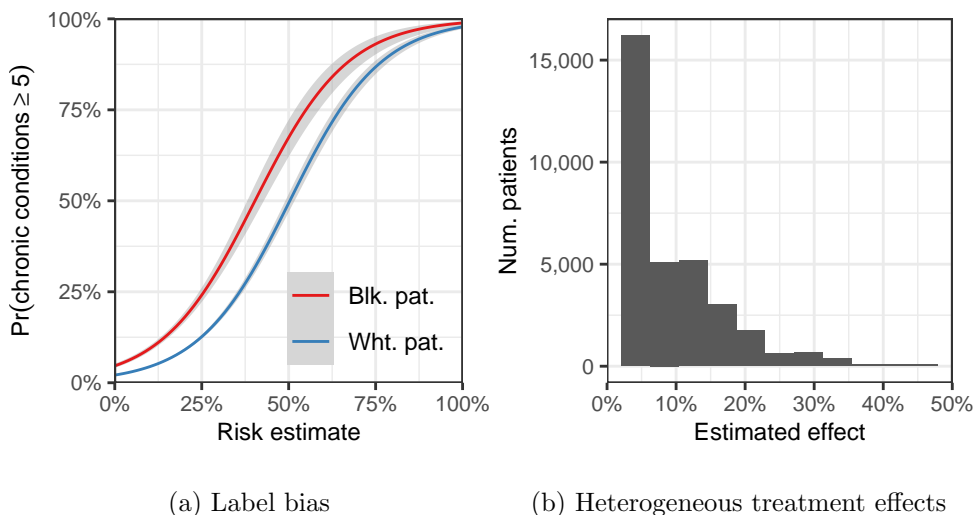 Pr(chronic conditions ≥ 5)
100%
75%
50%
25%
0%
Blk. pat.
Wht. pat.
0% 25% 50% 75% 100%
Risk estimate
(a) Label bias
Num. patients
15,000
10,000
5,000
0
0% 10% 20% 30% 40% 50%
Estimated effect
(b) Heterogeneous treatment effects